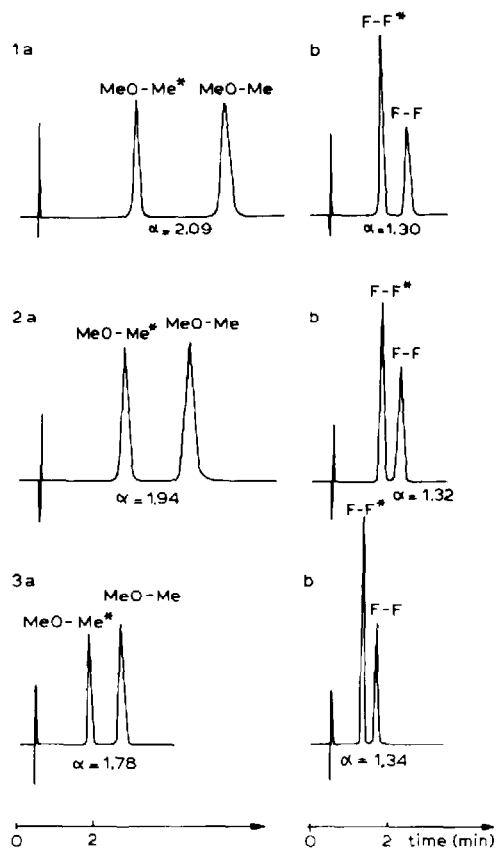 1a
MeO-Me* MeO-Me
α=2.09
b
F-F*
F-F
α=1.30
2a
MeO-Me* MeO-Me
α=1.94
b
F-F*
F-F
α=1.32
3a
MeO-Me* MeO-Me
α=1.78
b
F-F*
F-F
α=1.34
0 2
0 2 time (min)